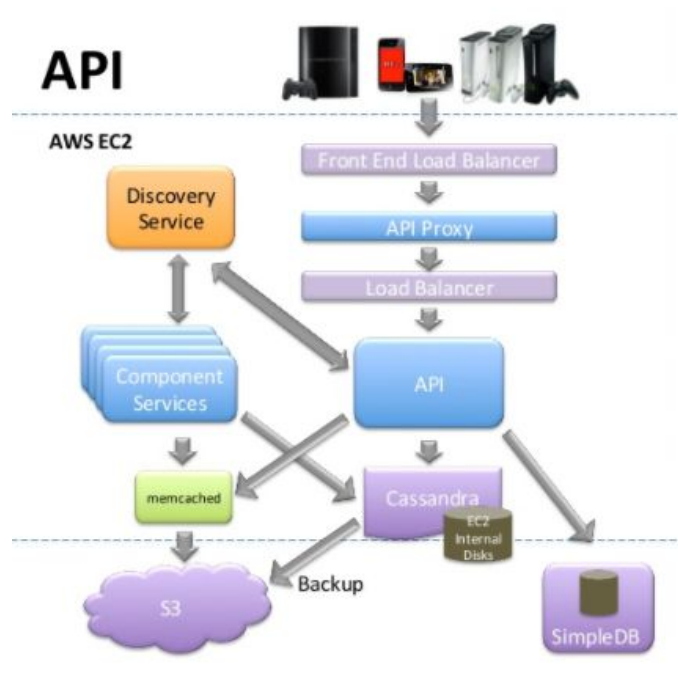 API
AWS EC2
Front End Load Balancer
Discovery
Service
API Proxy
Load Balancer
Component
Services
API
memcached
Cassandra
EC2
Internal
Disks
Backup
S3
SimpleDB